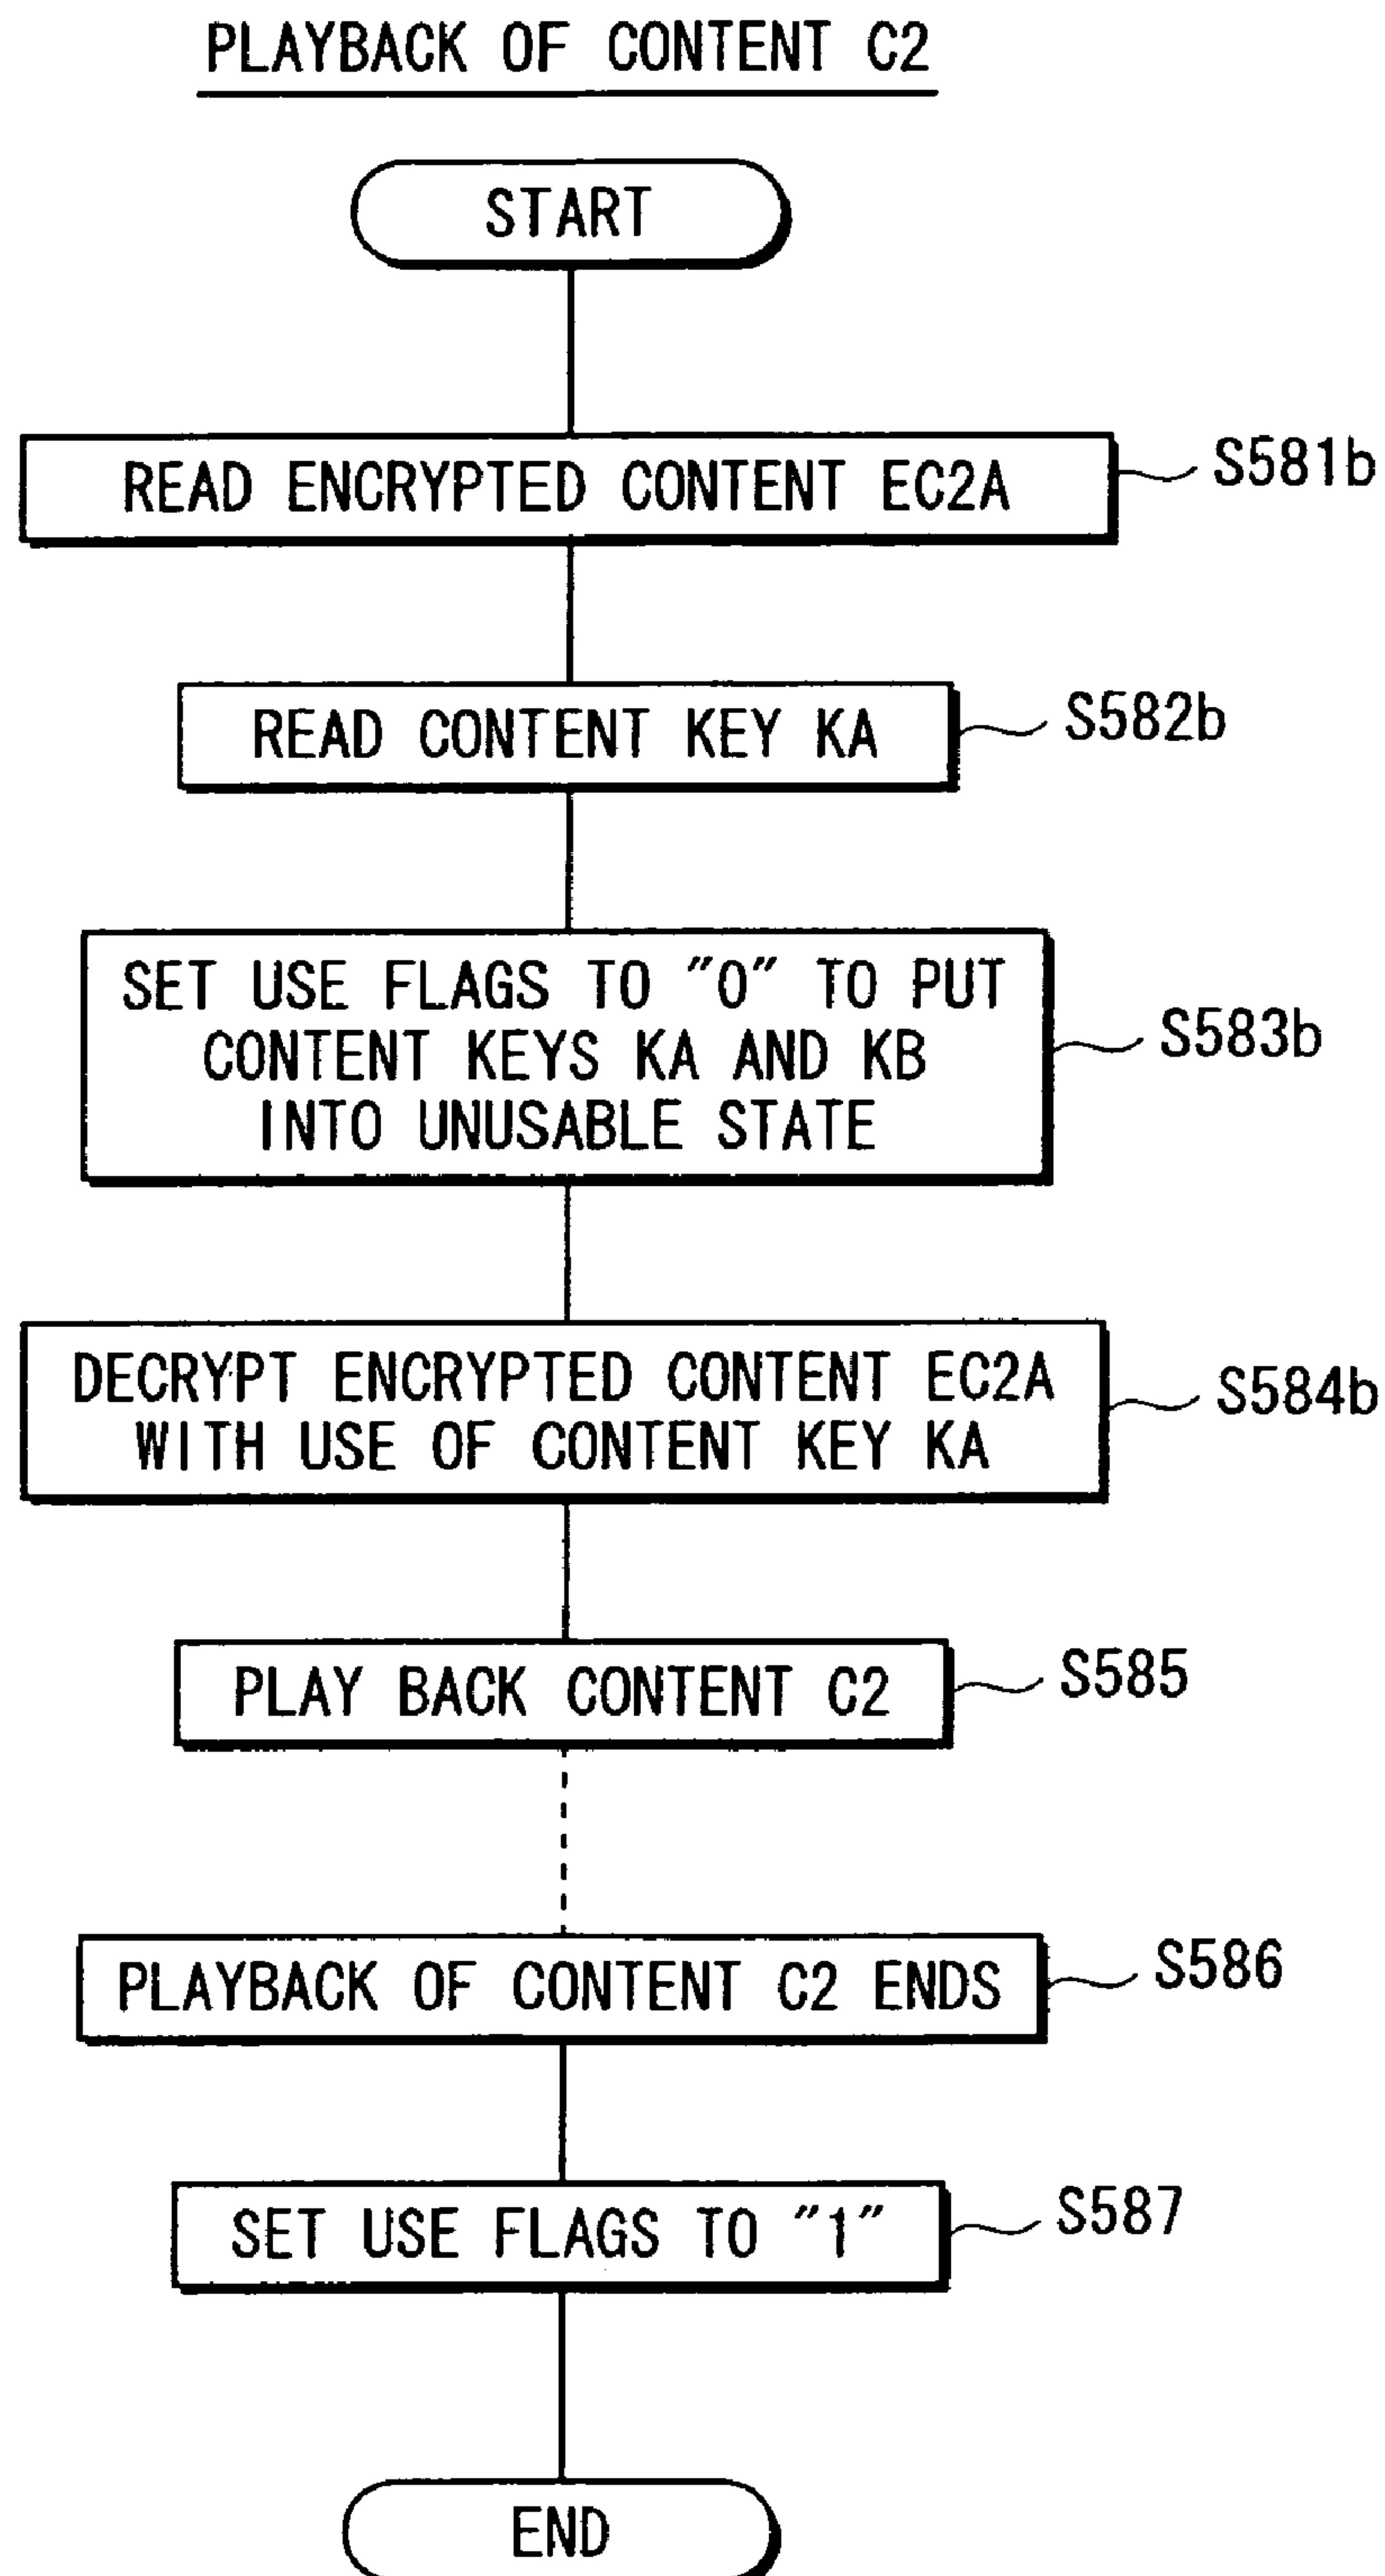 PLAYBACK OF CONTENT C2
START
READ ENCRYPTED CONTENT EC2A
S581b
READ CONTENT KEY KA
S582b
SET USE FLAGS TO "0" TO PUT
CONTENT KEYS KA AND KB
INTO UNUSABLE STATE
S583b
DECRYPT ENCRYPTED CONTENT EC2A
WITH USE OF CONTENT KEY KA
S584b
PLAY BACK CONTENT C2
S585
PLAYBACK OF CONTENT C2 ENDS
S586
SET USE FLAGS TO "1"
S587
END